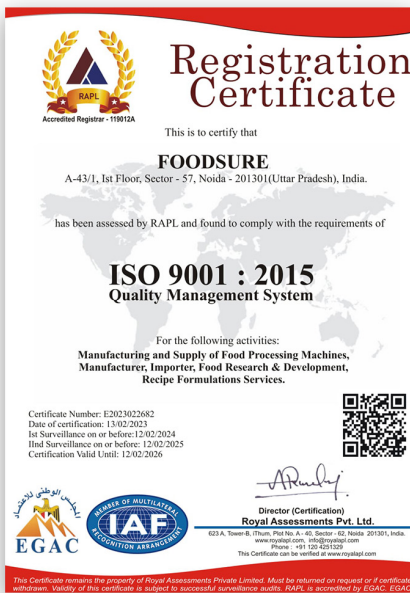 RAPL
Accredited Registrar - 119012A
Registration
Certificate
This is to certify that
FOODSURE
A-43/1, Ist Floor, Sector - 57, Noida - 201301(Uttar Pradesh), India.
has been assessed by RAPL and found to comply with the requirements of
ISO 9001 : 2015
Quality Management System
For the following activities:
Manufacturing and Supply of Food Processing Machines,
Manufacturer, Importer, Food Research & Development,
Recipe Formulations Services.
Certificate Number: E2023022682
Date of certification: 13/02/2023
Ist Surveillance on or before:12/02/2024
IInd Surveillance on or before: 12/02/2025
Certification Valid Until: 12/02/2026
المجلس الوطني للاعتماد
EGAC
MEMBER OF MULTILATERAL
IAF
RECOGNITION ARRANGEMENT
Director (Certification)
Royal Assessments Pvt. Ltd.
623 A, Tower-B, iThum, Plot No. A - 40, Sector - 62, Noida 201301, India.
www.royalapl.com, info@royalapl.com
Phone : +91 120 4251329
This Certificate can be verified at www.royalapl.com
This Certificate remains the property of Royal Assessments Private Limited. Must be returned on request or if certificate
withdrawn. Validity of this certificate is subject to successful surveillance audits. RAPL is accredited by EGAC. EGAC